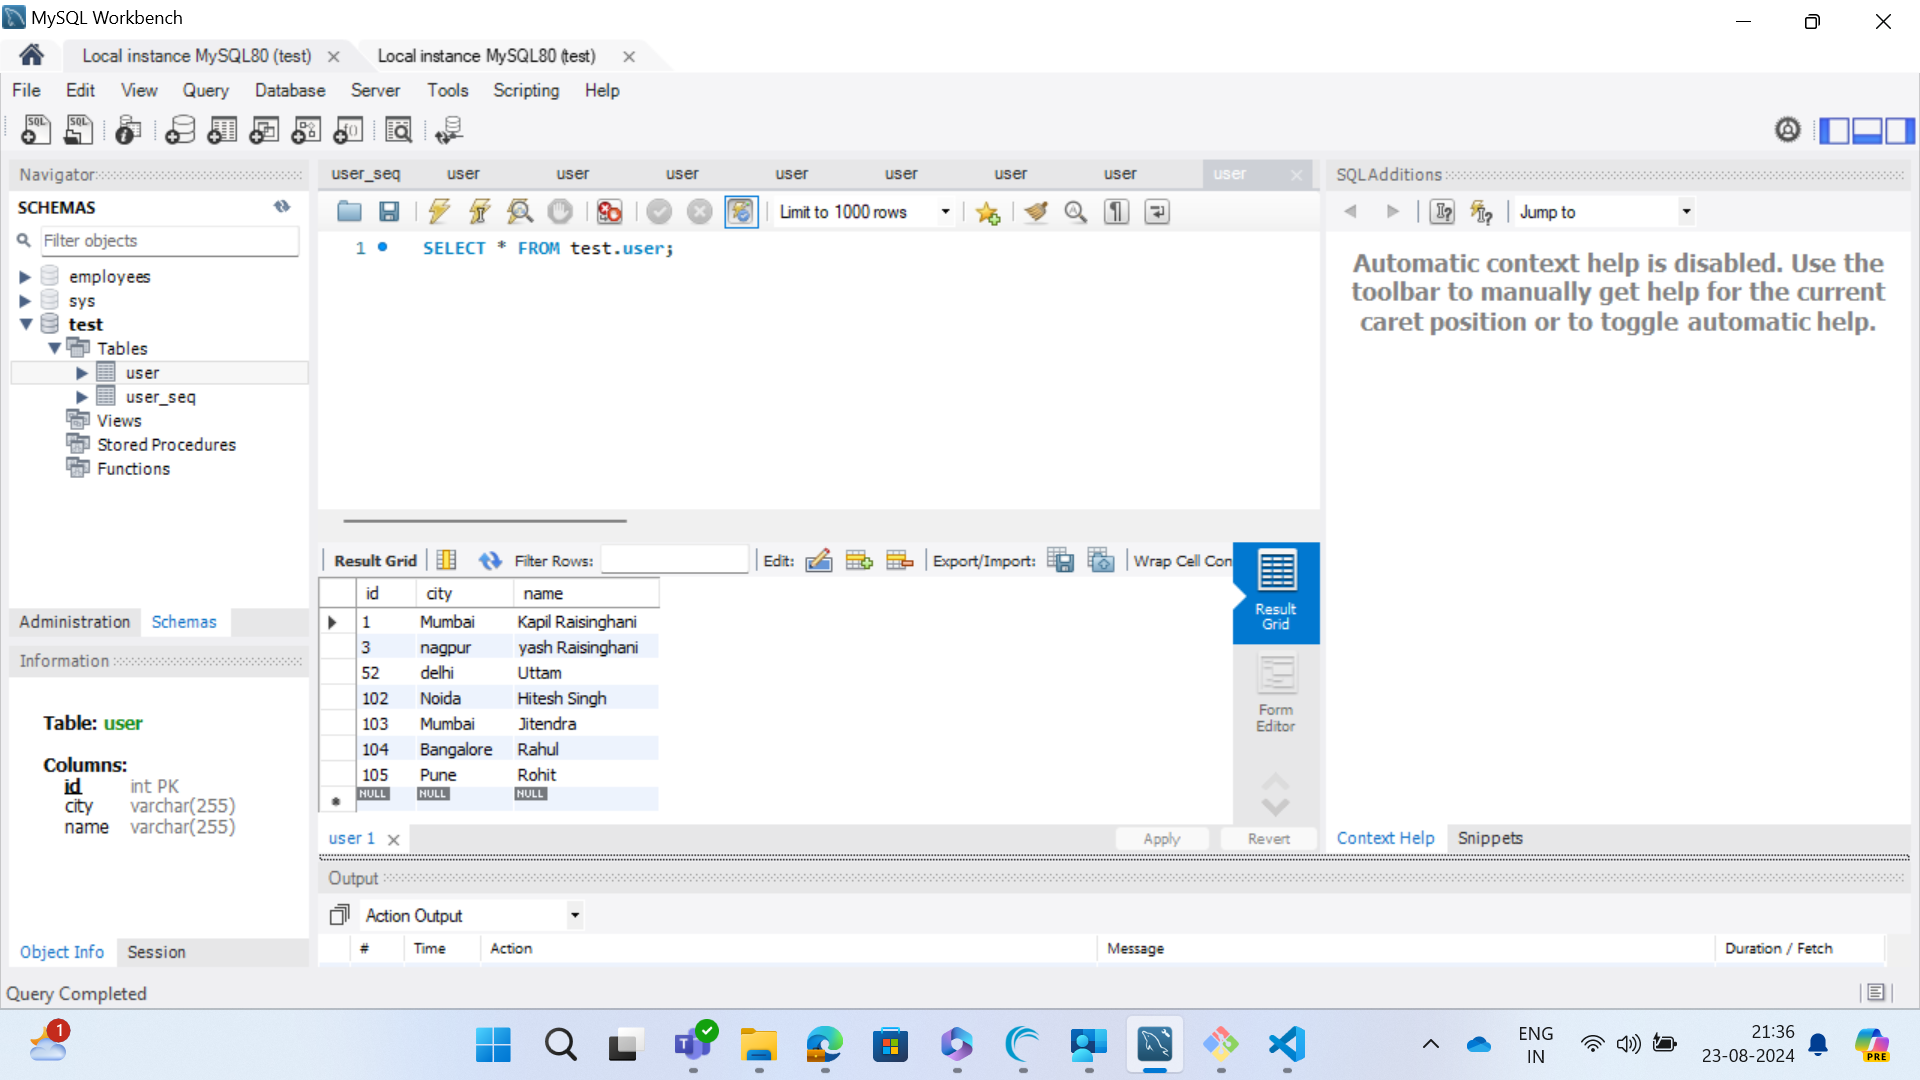 MySQL Workbench
Local instance MySQL80 (test)
Local instance MySQL80 (test)
File Edit View Query Database Server Tools Scripting Help
Navigator
SCHEMAS
Filter objects
employees
sys
test
Tables
user
user_seq
Views
Stored Procedures
Functions
Administration Schemas
Information
Table: user
Columns:
id int PK
city varchar(255)
name varchar(255)
Object Info Session
user_seq user user user user user user user user
Limit to 1000 rows
1 SELECT * FROM test.user;
Result Grid Filter Rows: Edit: Export/Import: Wrap Cell Con
id city name
1 Mumbai Kapil Raisinghani
3 nagpur yash Raisinghani
52 delhi Uttam
102 Noida Hitesh Singh
103 Mumbai Jitendra
104 Bangalore Rahul
105 Pune Rohit
NULL NULL NULL
Result
Grid
Form
Editor
user 1
Apply Revert
SQLAdditions
Jump to
Automatic context help is disabled. Use the
toolbar to manually get help for the current
caret position or to toggle automatic help.
Context Help Snippets
Output
Action Output
# Time Action Message Duration / Fetch
Query Completed
1
ENG
IN
21:36
23-08-2024
PRE